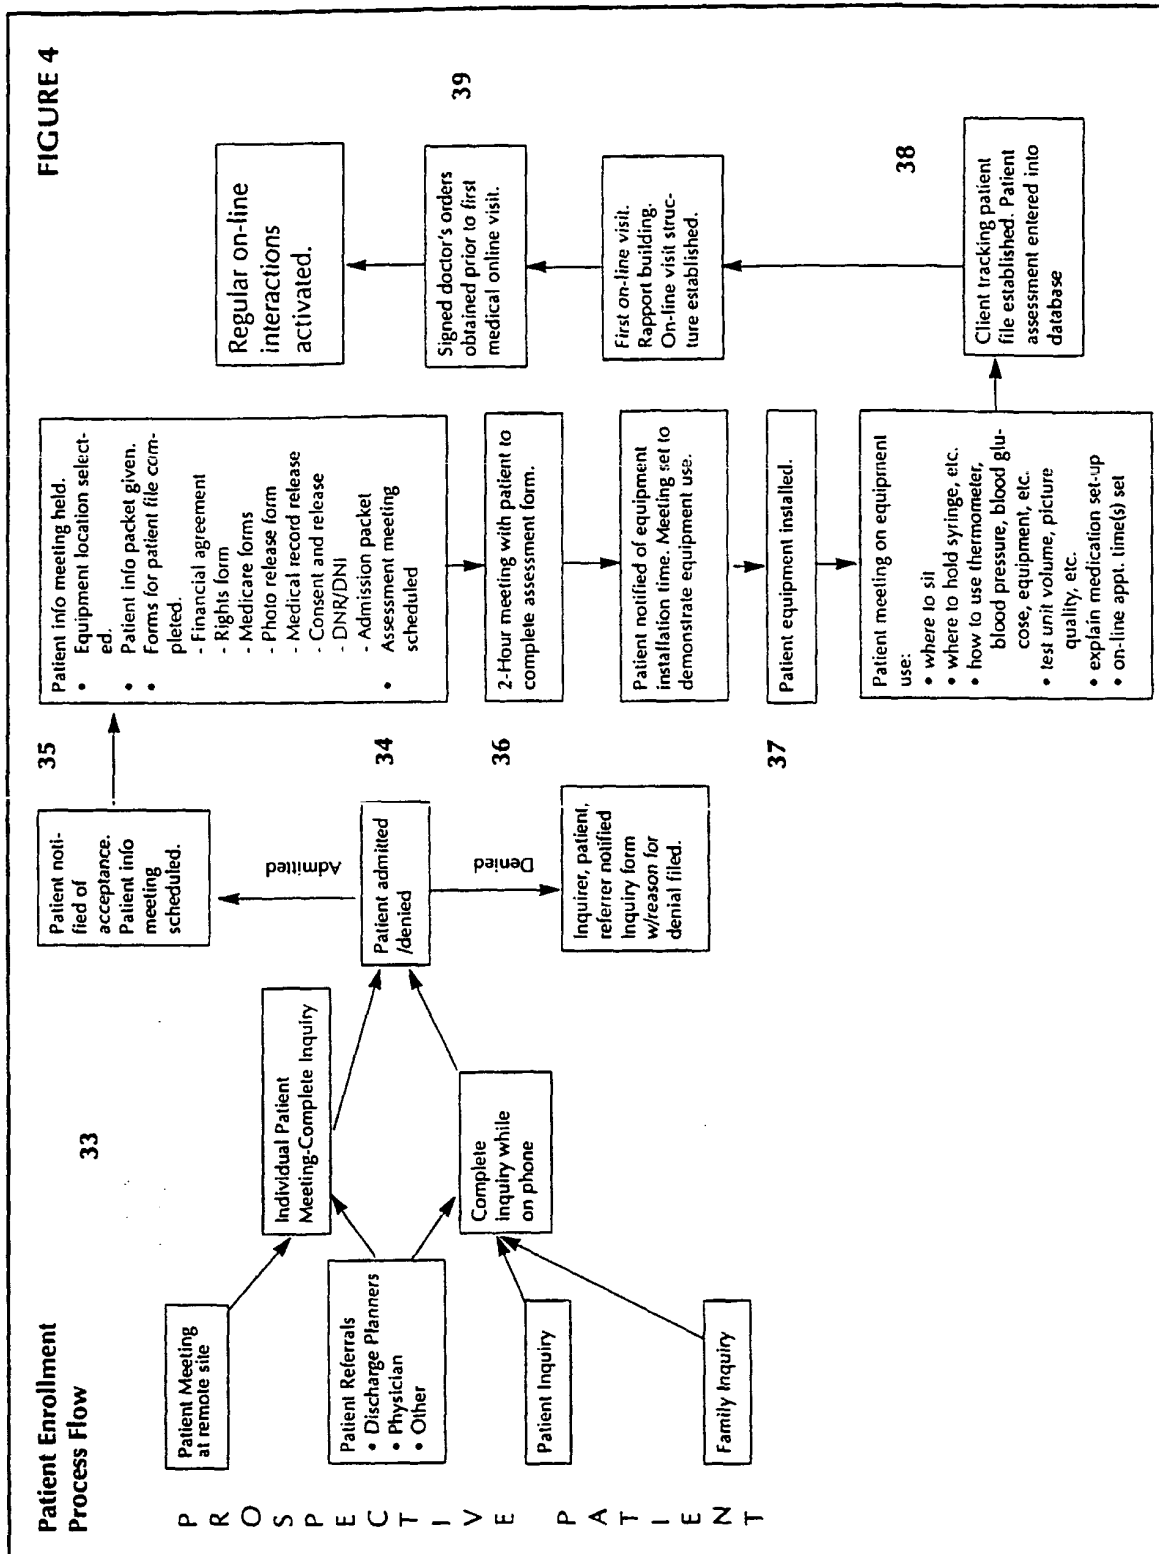 FIGURE 4
Patient Enrollment
Process Flow
PROSPECTIVE PATIENT
33
Patient Meeting
at remote site
Patient Referrals
• Discharge Planners
• Physician
• Other
Patient Inquiry
Family Inquiry
Individual Patient
Meeting-Complete Inquiry
Complete
inquiry while
on phone
34
Patient admitted
/denied
Admitted
Denied
35
Patient noti-
fied of
acceptance.
Patient info
meeting
scheduled.
36
Inquirer, patient,
referrer notified
Inquiry form
w/reason for
denial filed.
Patient info meeting held.
• Equipment location select-
ed.
• Patient info packet given.
• Forms for patient file com-
pleted.
- Financial agreement
- Rights form
- Medicare forms
- Photo release form
- Medical record release
- Consent and release
- DNR/DNI
- Admission packet
• Assessment meeting
scheduled
2-Hour meeting with patient to
complete assessment form.
Patient notified of equipment
installation time. Meeting set to
demonstrate equipment use.
37
Patient equipment installed.
Patient meeting on equipment
use:
• where to sit
• where to hold syringe, etc.
• how to use thermometer,
blood pressure, blood glu-
cose, equipment, etc.
• test unit volume, picture
quality, etc.
• explain medication set-up
• on-line appt. time(s) set
38
Client tracking patient
file established. Patient
assessment entered into
database
First on-line visit.
Rapport building.
On-line visit struc-
ture established.
39
Signed doctor's orders
obtained prior to first
medical online visit.
Regular on-line
interactions
activated.